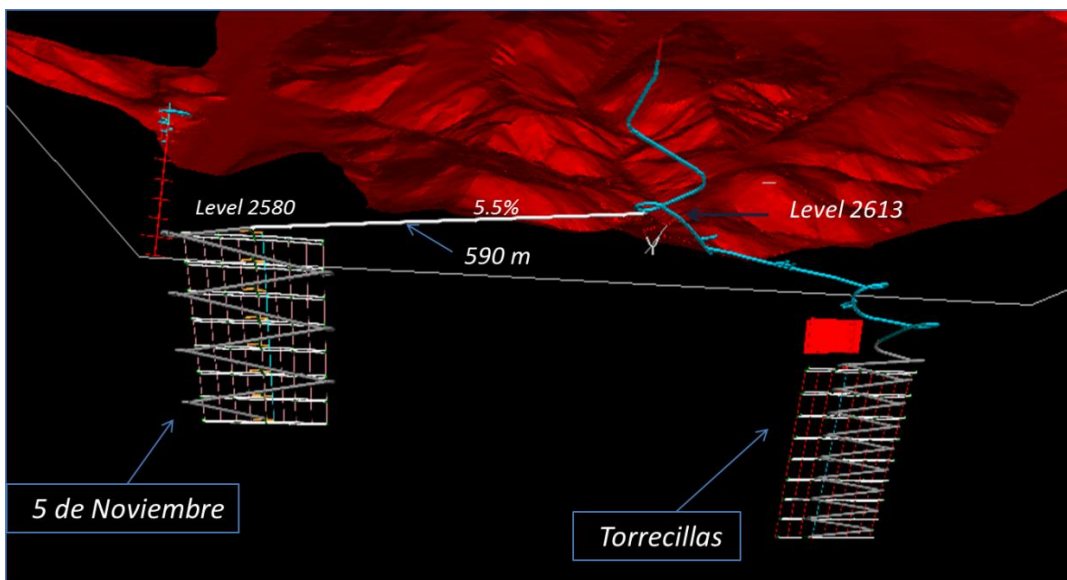 Level 2580
5.5%
Level 2613
590 m
Y
5 de Noviembre
Torrecillas